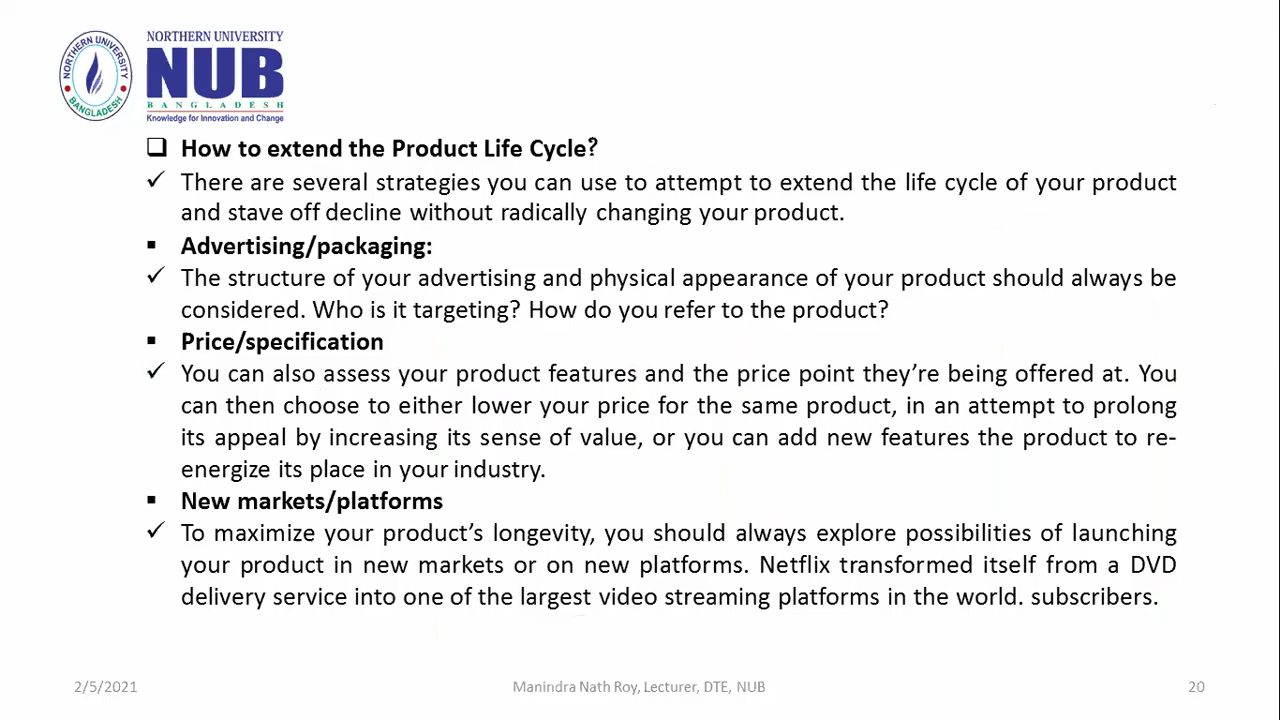 NORTHERN UNIVERSITY
BANGLADESH
NORTHERN UNIVERSITY
NUB
BANGLADESH
Knowledge for Innovation and Change
❑ How to extend the Product Life Cycle?
✓ There are several strategies you can use to attempt to extend the life cycle of your product
and stave off decline without radically changing your product.
▪ Advertising/packaging:
✓ The structure of your advertising and physical appearance of your product should always be
considered. Who is it targeting? How do you refer to the product?
▪ Price/specification
✓ You can also assess your product features and the price point they’re being offered at. You
can then choose to either lower your price for the same product, in an attempt to prolong
its appeal by increasing its sense of value, or you can add new features the product to re-
energize its place in your industry.
▪ New markets/platforms
✓ To maximize your product’s longevity, you should always explore possibilities of launching
your product in new markets or on new platforms. Netflix transformed itself from a DVD
delivery service into one of the largest video streaming platforms in the world. subscribers.
2/5/2021
Manindra Nath Roy, Lecturer, DTE, NUB
20